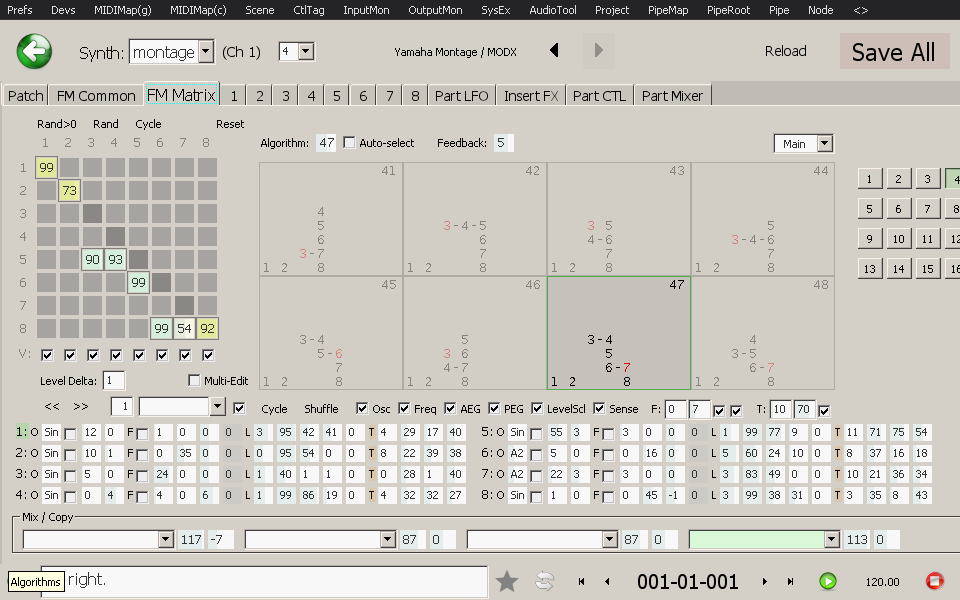 Prefs Devs MIDIMap(g) MIDIMap(c) Scene CtlTag InputMon OutputMon SysEx AudioTool Project PipeMap PipeRoot Pipe Node <>
Synth: montage (Ch 1) 4 Yamaha Montage / MODX Reload Save All
Patch FM Common FM Matrix 1 2 3 4 5 6 7 8 Part LFO Insert FX Part CTL Part Mixer
Rand>0 Rand Cycle Reset
1 2 3 4 5 6 7 8
Algorithm: 47 Auto-select Feedback: 5 Main
1 99
2 73
3
4
5 90 93
6 99
7
8 99 54 92
V:
41 42 43 44
4
5 3-4-5 3 5 5
6 6 4-6 3-4-6
3-7 7 7 7
1 2 8 1 2 8 1 2 8 1 2 8
45 46 47 48
3-4 5 3-4 4
5-6 3 6 5 3-5
7 4-7 6-7 6-7
1 2 8 1 2 8 1 2 8 1 2 8
1 2 3 4
5 6 7 8
9 10 11 12
13 14 15 16
Level Delta: 1 Multi-Edit
<< >> 1 Cycle Shuffle Osc Freq AEG PEG LevelScl Sense F: 0 7 T: 10 70
1: O Sin 12 0 F 1 0 0 0 L 3 95 42 41 0 T 4 29 17 40
2: O Sin 10 1 F 0 35 0 0 L 0 95 54 0 0 T 8 22 39 38
3: O Sin 5 0 F 24 0 0 0 L 1 40 1 1 0 T 0 28 1 40
4: O Sin 0 4 F 4 0 6 0 L 1 99 86 19 0 T 4 32 32 27
5: O Sin 55 3 F 3 0 0 0 L 1 99 77 9 0 T 11 71 75 54
6: O A2 5 0 F 0 16 0 0 L 5 60 24 10 0 T 8 37 16 18
7: O A2 22 3 F 3 0 0 0 L 3 83 49 0 0 T 10 21 36 34
8: O Sin 1 0 F 0 45 -1 0 L 3 99 38 31 0 T 3 35 8 43
Mix / Copy
117 -7 87 0 87 0 113 0
Algorithms right. 001-01-001 120.00